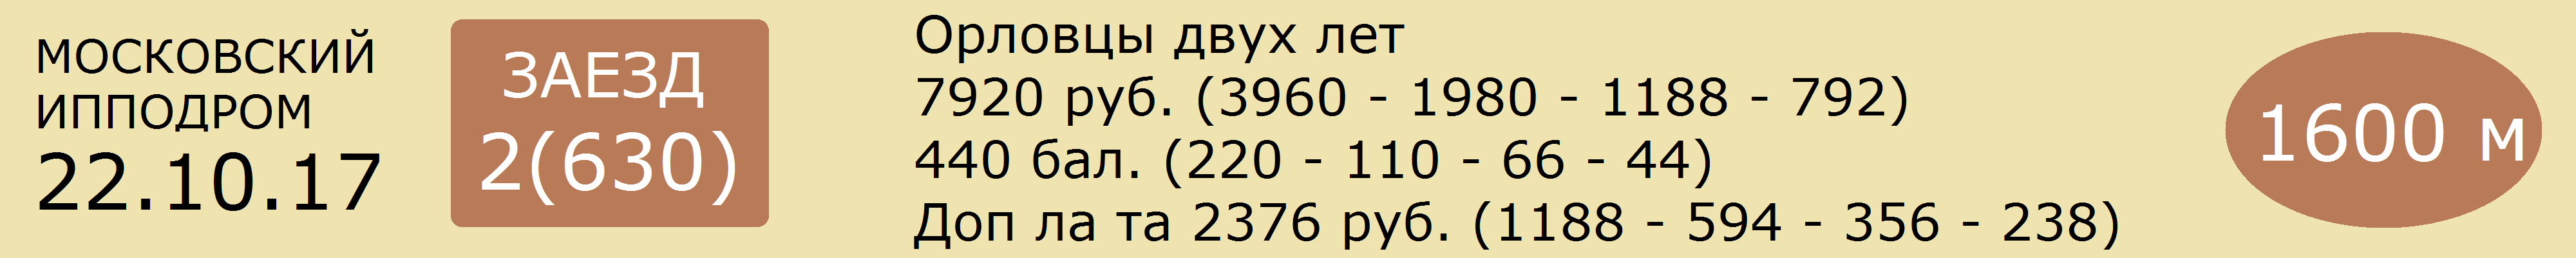 МОСКОВСКИЙ
ИППОДРОМ
22.10.17
ЗАЕЗД
2(630)
Орловцы двух лет
7920 руб. (3960 - 1980 - 1188 - 792)
440 бал. (220 - 110 - 66 - 44)
Доп ла та 2376 руб. (1188 - 594 - 356 - 238)
1600 м